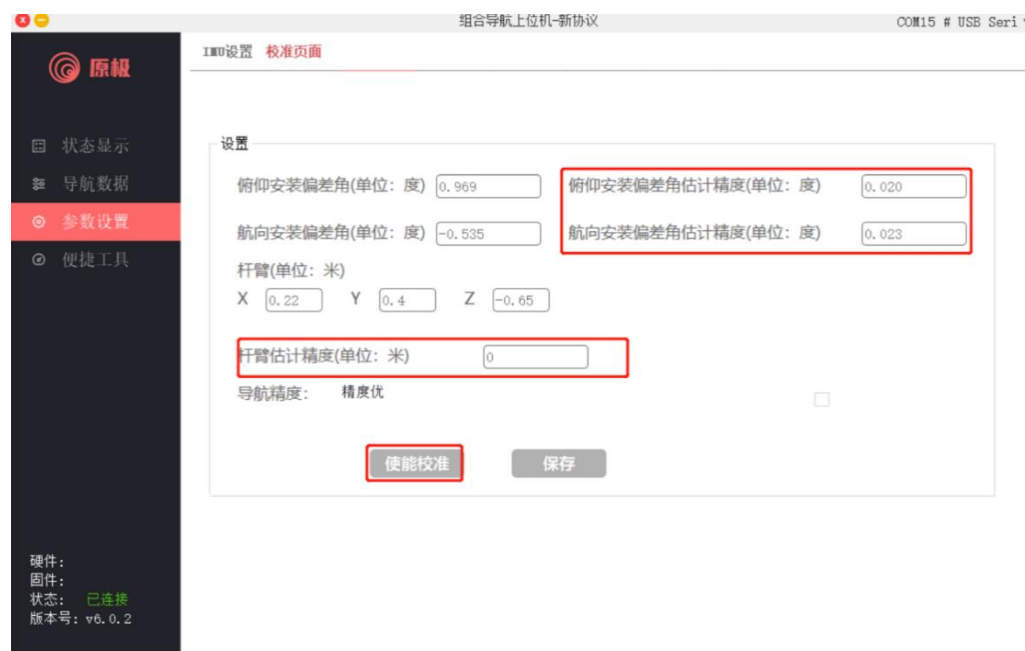 组合导航上位机-新协议
COM15 # USB Seri
原极
IMU设置 校准页面
状态显示
导航数据
参数设置
便捷工具
设置
俯仰安装偏差角(单位：度) 0.969 俯仰安装偏差角估计精度(单位：度) 0.020
航向安装偏差角(单位：度) -0.535 航向安装偏差角估计精度(单位：度) 0.023
杆臂(单位：米)
X 0.22 Y 0.4 Z -0.65
杆臂估计精度(单位：米) 0
导航精度： 精度优
使能校准 保存
硬件:
固件:
状态: 已连接
版本号: v6.0.2